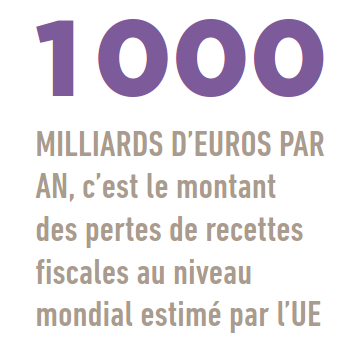 1000
MILLIARDS D’EUROS PAR
AN, c’est le montant
des pertes de recettes
fiscales au niveau
mondial estimé par l’UE